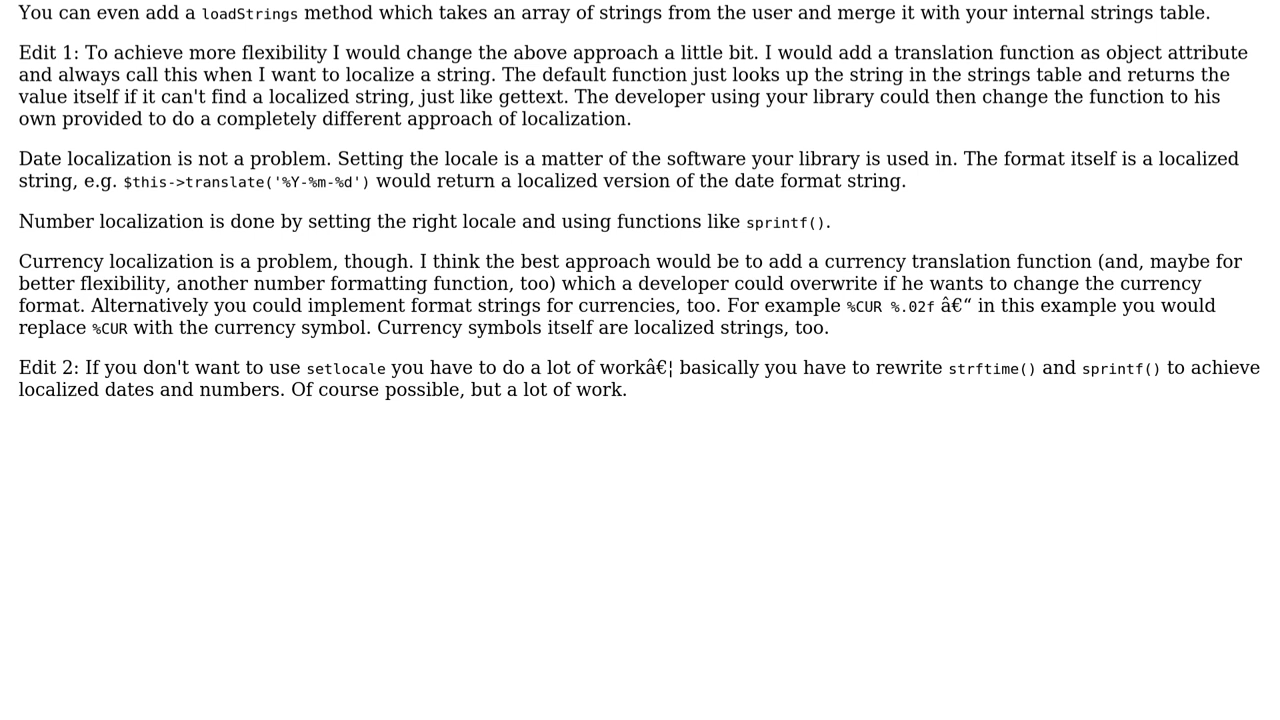 You can even add a loadStrings method which takes an array of strings from the user and merge it with your internal strings table.
Edit 1: To achieve more flexibility I would change the above approach a little bit. I would add a translation function as object attribute
and always call this when I want to localize a string. The default function just looks up the string in the strings table and returns the
value itself if it can't find a localized string, just like gettext. The developer using your library could then change the function to his
own provided to do a completely different approach of localization.
Date localization is not a problem. Setting the locale is a matter of the software your library is used in. The format itself is a localized
string, e.g. $this->translate('%Y-%m-%d') would return a localized version of the date format string.
Number localization is done by setting the right locale and using functions like sprintf().
Currency localization is a problem, though. I think the best approach would be to add a currency translation function (and, maybe for
better flexibility, another number formatting function, too) which a developer could overwrite if he wants to change the currency
format. Alternatively you could implement format strings for currencies, too. For example %CUR %.02f â€“ in this example you would
replace %CUR with the currency symbol. Currency symbols itself are localized strings, too.
Edit 2: If you don't want to use setlocale you have to do a lot of workâ€¦ basically you have to rewrite strftime() and sprintf() to achieve
localized dates and numbers. Of course possible, but a lot of work.